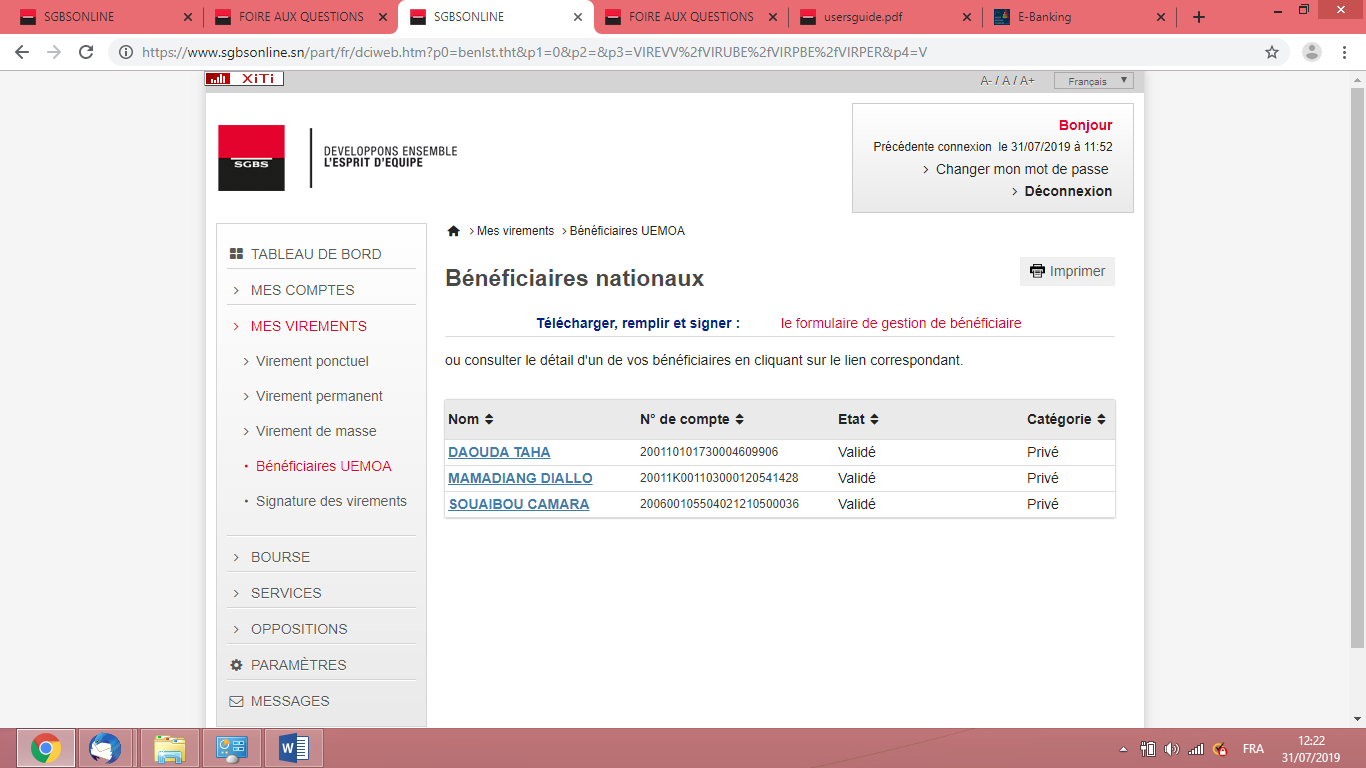 SGBSONLINE
FOIRE AUX QUESTIONS
SGBSONLINE
FOIRE AUX QUESTIONS
usersguide.pdf
E-Banking
https://www.sgbsonline.sn/part/fr/dciweb.htm?p0=benlst.tht&p1=0&p2=&p3=VIREVV%2fVIRUBE%2fVIRPBE%2fVIRPER&p4=V
XiTi
A- / A / A+
Français
SGBS
DEVELOPPONS ENSEMBLE
L'ESPRIT D'EQUIPE
Bonjour
Précédente connexion le 31/07/2019 à 11:52
Changer mon mot de passe
Déconnexion
TABLEAU DE BORD
MES COMPTES
MES VIREMENTS
Virement ponctuel
Virement permanent
Virement de masse
Bénéficiaires UEMOA
Signature des virements
BOURSE
SERVICES
OPPOSITIONS
PARAMÈTRES
MESSAGES
Mes virements Bénéficiaires UEMOA
Bénéficiaires nationaux
Imprimer
Télécharger, remplir et signer : le formulaire de gestion de bénéficiaire
ou consulter le détail d'un de vos bénéficiaires en cliquant sur le lien correspondant.
Nom N° de compte Etat Catégorie
DAOUDA TAHA 200110101730004609906 Validé Privé
MAMADIANG DIALLO 20011K001103000120541428 Validé Privé
SOUAIBOU CAMARA 200600105504021210500036 Validé Privé
FRA
12:22
31/07/2019